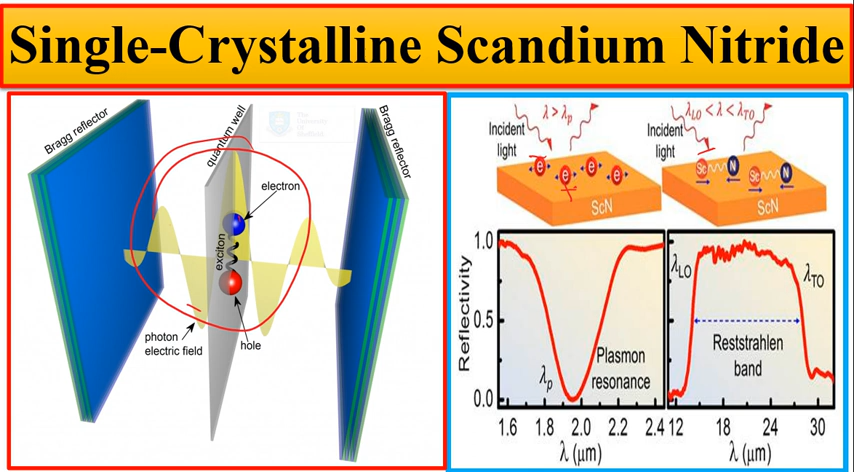 Single-Crystalline Scandium Nitride
Bragg reflector
quantum well
Bragg reflector
electron
exciton
hole
photon
electric field
Incident
light
λ > λp
e e e e
ScN
Incident
light
λLO < λ < λTO
Sc N
Sc N
ScN
Reflectivity
1.0
0.5
0.0
λp
Plasmon
resonance
1.6 1.8 2.0 2.2 2.4
λ (μm)
λLO
λTO
Reststrahlen
band
12 18 24 30
λ (μm)